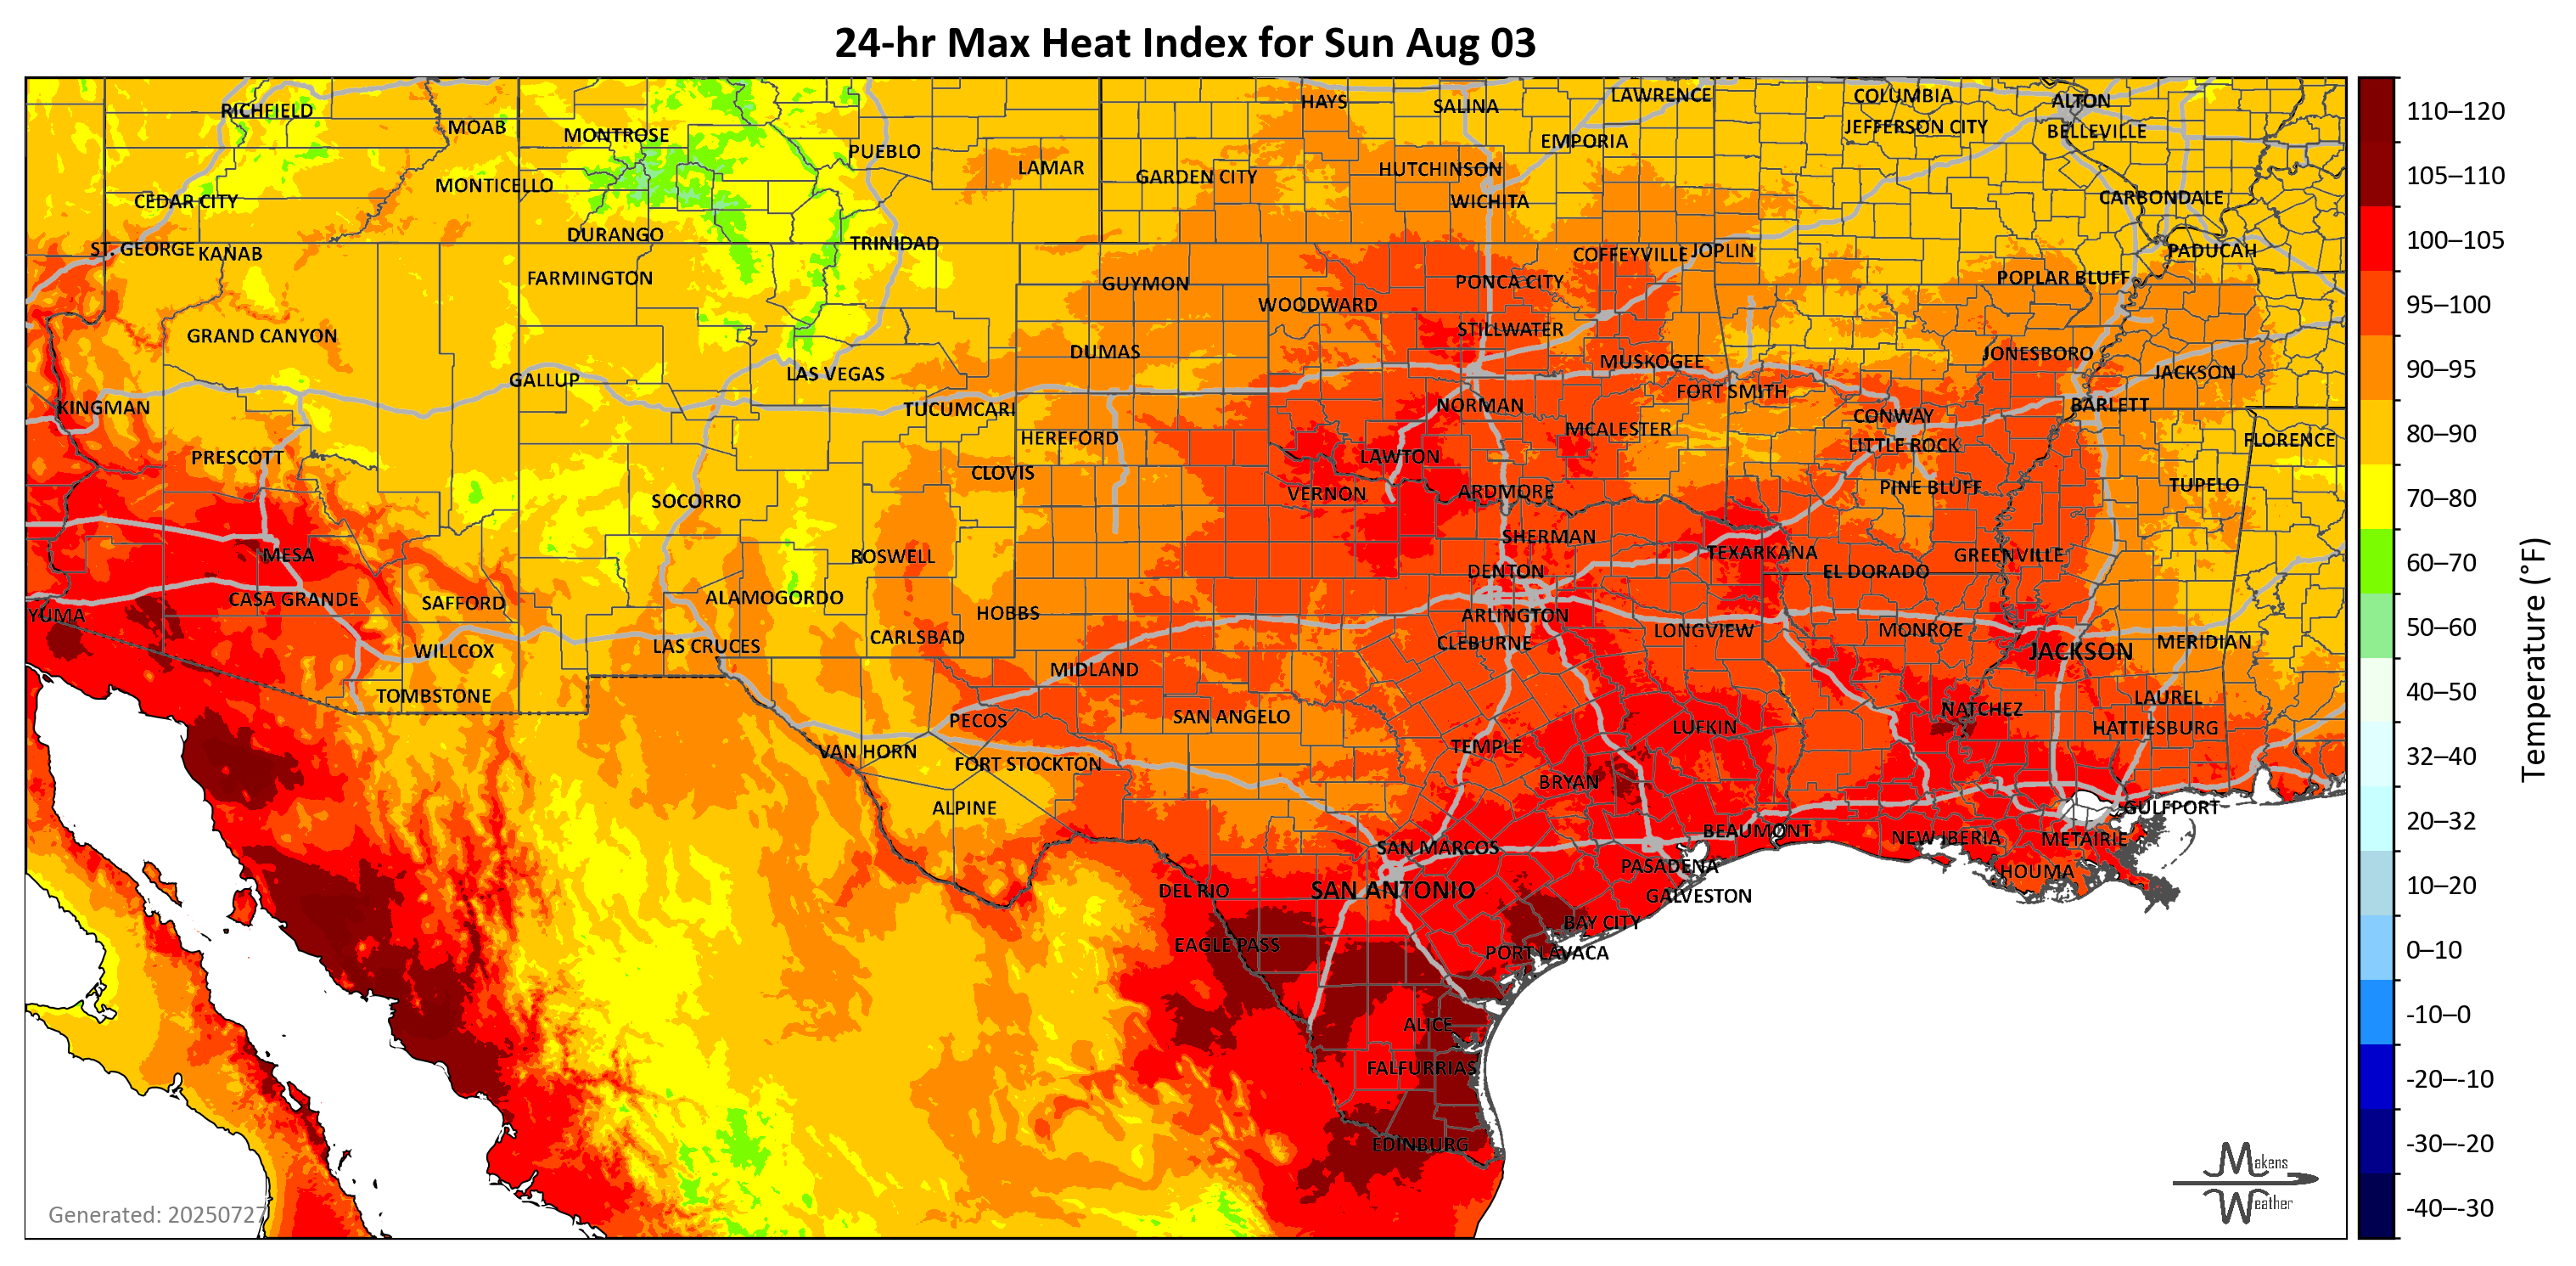 24-hr Max Heat Index for Sun Aug 03
RICHFIELD
MOAB
MONTROSE
PUEBLO
LAMAR
HAYS
SALINA
LAWRENCE
COLUMBIA
ALTON
JEFFERSON CITY
BELLEVILLE
EMPORIA
GARDEN CITY
HUTCHINSON
MONTICELLO
CEDAR CITY
WICHITA
CARBONDALE
DURANGO
TRINIDAD
ST. GEORGE
KANAB
COFFEYVILLE
JOPLIN
PADUCAH
FARMINGTON
GUYMON
PONCA CITY
POPLAR BLUFF
WOODWARD
GRAND CANYON
STILLWATER
DUMAS
MUSKOGEE
JONESBORO
GALLUP
LAS VEGAS
FORT SMITH
JACKSON
KINGMAN
TUCUMCARI
NORMAN
CONWAY
BARLETT
HEREFORD
MCALESTER
LITTLE ROCK
FLORENCE
PRESCOTT
CLOVIS
LAWTON
SOCORRO
VERNON
ARDMORE
PINE BLUFF
TUPELO
MESA
ROSWELL
SHERMAN
TEXARKANA
GREENVILLE
DENTON
EL DORADO
YUMA
CASA GRANDE
SAFFORD
ALAMOGORDO
HOBBS
ARLINGTON
WILLCOX
LAS CRUCES
CARLSBAD
CLEBURNE
LONGVIEW
MONROE
JACKSON
MERIDIAN
MIDLAND
TOMBSTONE
PECOS
SAN ANGELO
NATCHEZ
LAUREL
VAN HORN
FORT STOCKTON
TEMPLE
LUFKIN
HATTIESBURG
ALPINE
BRYAN
GULFPORT
SAN MARCOS
BEAUMONT
NEW IBERIA
METAIRIE
DEL RIO
SAN ANTONIO
PASADENA
HOUMA
GALVESTON
EAGLE PASS
BAY CITY
PORT LAVACA
ALICE
FALFURRIAS
EDINBURG
Generated: 20250727
Makens
Weather
110–120
105–110
100–105
95–100
90–95
80–90
70–80
60–70
50–60
40–50
32–40
20–32
10–20
0–10
-10–0
-20–-10
-30–-20
-40–-30
Temperature (°F)